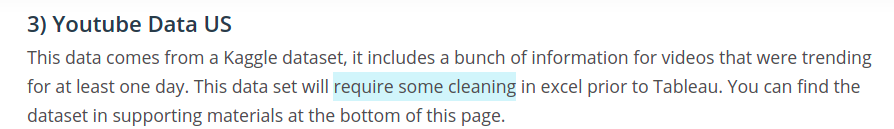 3) Youtube Data US
This data comes from a Kaggle dataset, it includes a bunch of information for videos that were trending
for at least one day. This data set will require some cleaning in excel prior to Tableau. You can find the
dataset in supporting materials at the bottom of this page.